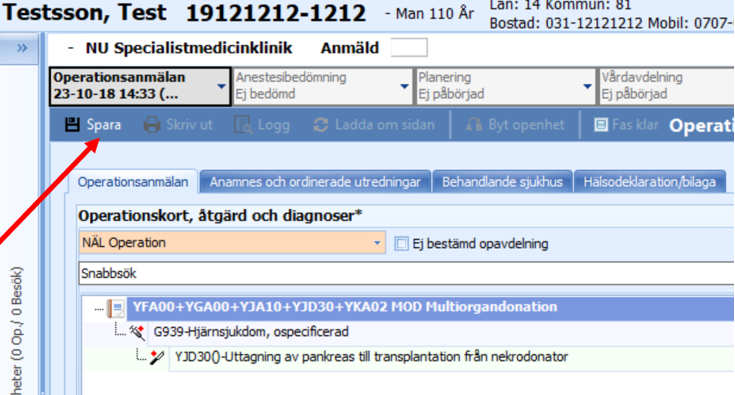 Testsson, Test 19121212-1212 - Man 110 År
Län: 14 Kommun: 81
Bostad: 031-12121212 Mobil: 0707-
» - NU Specialistmedicinklinik Anmäld
Operationsanmälan
23-10-18 14:33 (...
Anestesibedömning
Ej bedömd
Planering
Ej påbörjad
Vårdavdelning
Ej påbörjad
Spara Skriv ut Logg Ladda om sidan Byt openhet Fas klar Operati
Operationsanmälan Anamnes och ordinerade utredningar Behandlande sjukhus Hälsodeklaration/bilaga
Operationskort, åtgärd och diagnoser*
NÄL Operation Ej bestämd opavdelning
Snabbsök
YFA00+YGA00+YJA10+YJD30+YKA02 MOD Multiorgandonation
G939-Hjärnsjukdom, ospecificerad
YJD30()-Uttagning av pankreas till transplantation från nekrodonator
heter (0 Op./ 0 Besök)